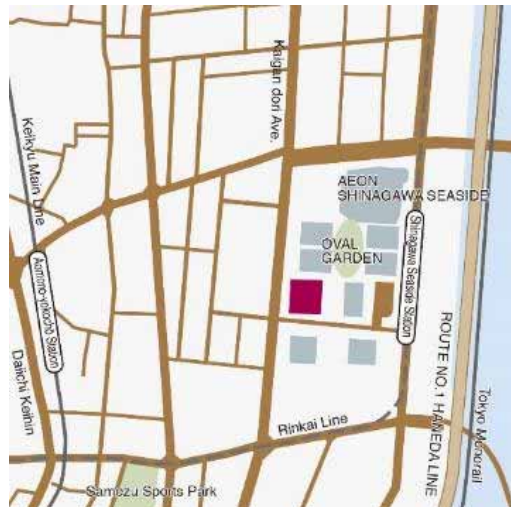 Kaigan dori Ave.
Keikyu Main Line
AEON
SHINAGAWA SEASIDE
OVAL
GARDEN
Shinagawa Seaside Station
Aomono-yokocho Station
ROUTE NO.1 HANEDA LINE
Daiichi Keihin
Tokyo Monorail
Rinkai Line
Samezu Sports Park